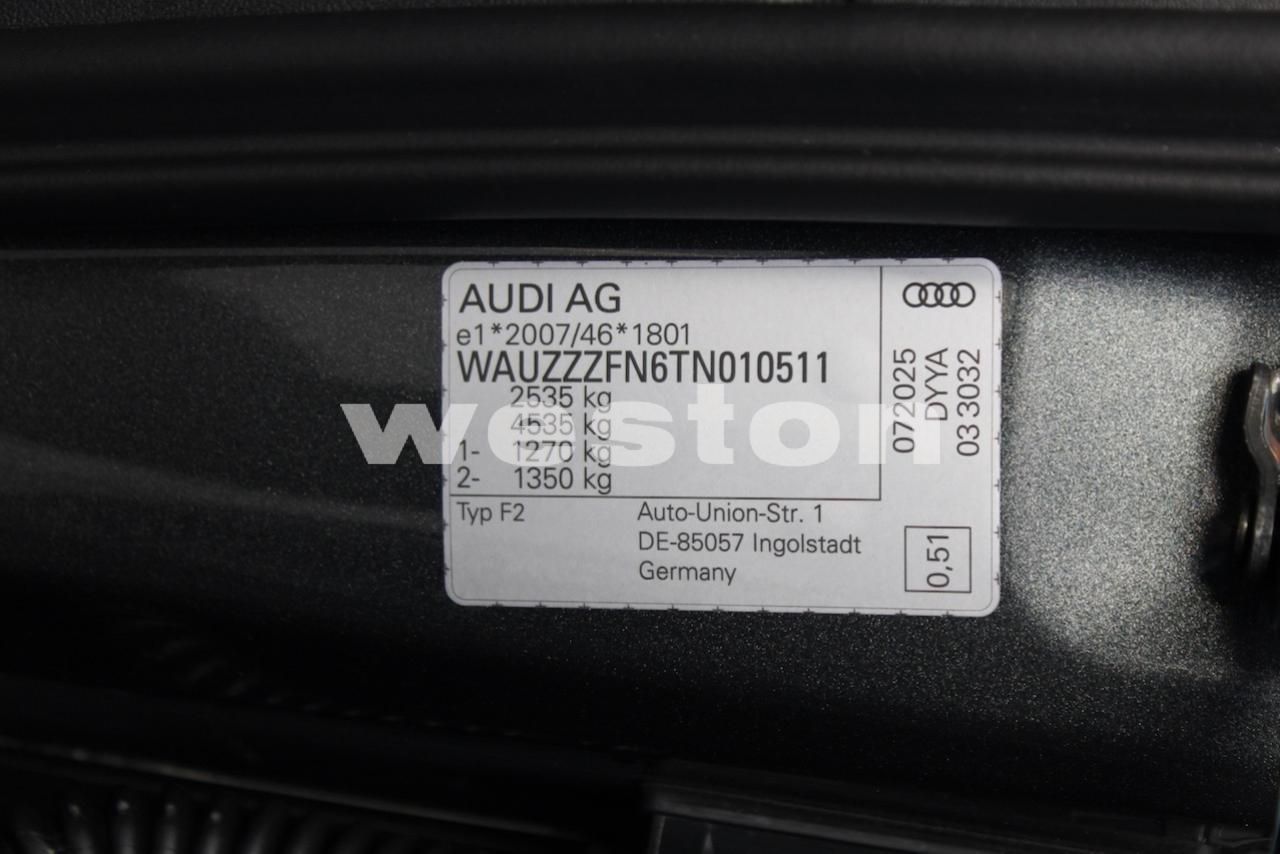 AUDI AG
e1*2007/46*1801
WAUZZZFN6TN010511
2535 kg
4535 kg
1- 1270 kg
2- 1350 kg
Typ F2
Auto-Union-Str. 1
DE-85057 Ingolstadt
Germany
072025
DYYA
03 3032
0,51
weston